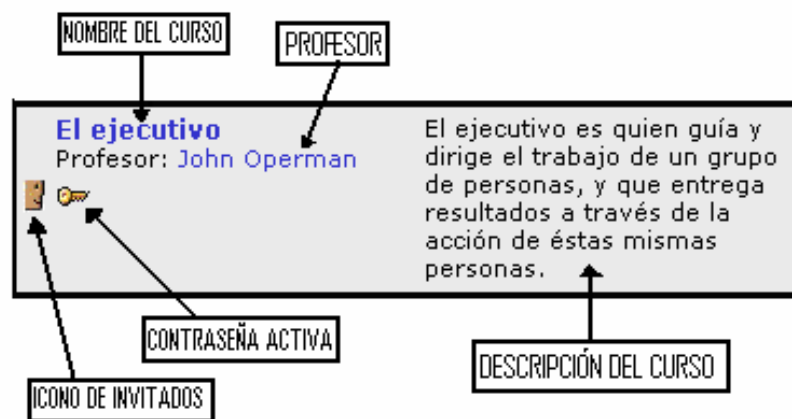 NOMBRE DEL CURSO
PROFESOR
El ejecutivo
Profesor: John Operman
El ejecutivo es quien guía y
dirige el trabajo de un grupo
de personas, y que entrega
resultados a través de la
acción de éstas mismas
personas.
CONTRASEÑA ACTIVA
DESCRIPCIÓN DEL CURSO
ICONO DE INVITADOS